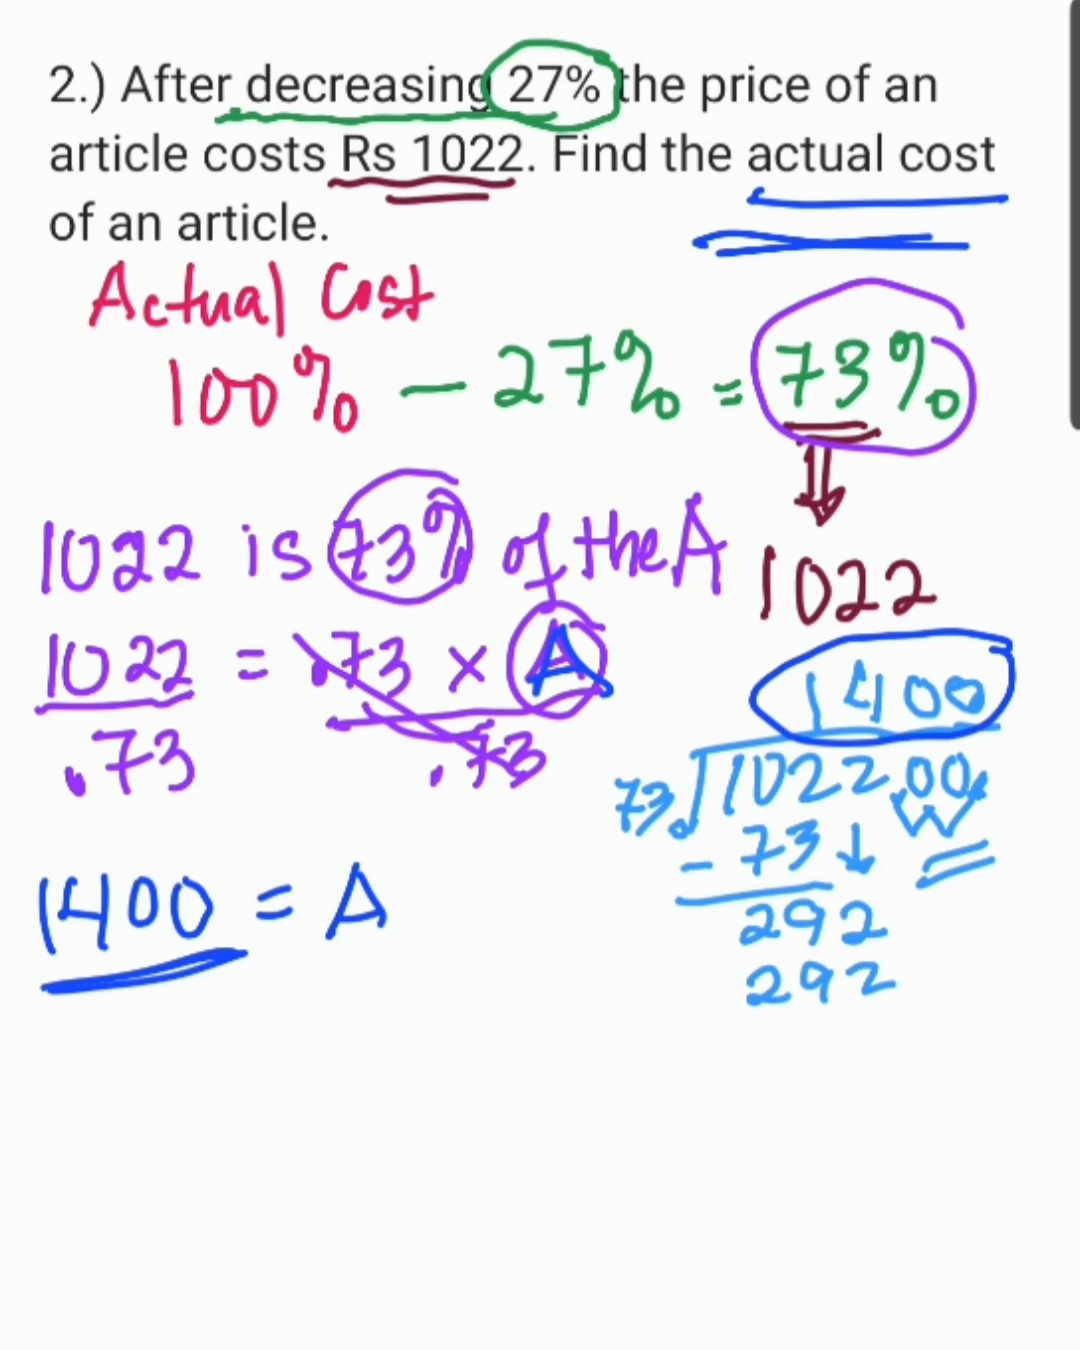 2.) After decreasing 27% the price of an
article costs Rs 1022. Find the actual cost
of an article.
Actual Cost
100% - 27% = 73%
1022
1022 is 73% of the A
1022 = .73 x A
.73 .73
1400 = A
1400
73.√1022.00.
- 73↓
292
292